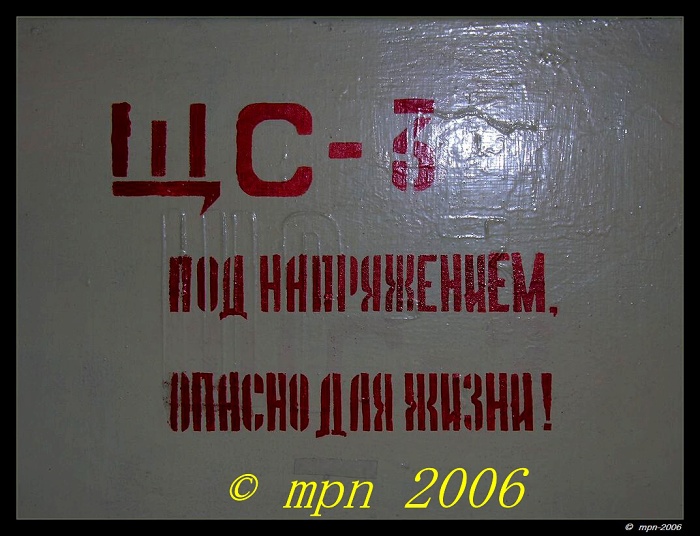 ЩС-3
ПОД НАПРЯЖЕНИЕМ,
ОПАСНО ДЛЯ ЖИЗНИ!
© mpn 2006
© mpn-2006